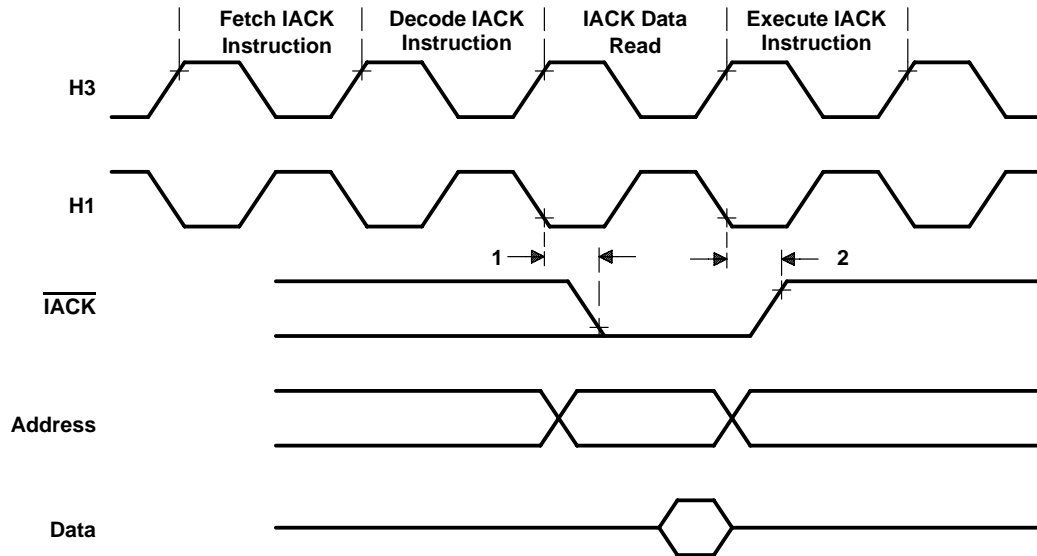 Fetch IACK
Instruction
Decode IACK
Instruction
IACK Data
Read
Execute IACK
Instruction
H3
H1
1
2
IACK
Address
Data